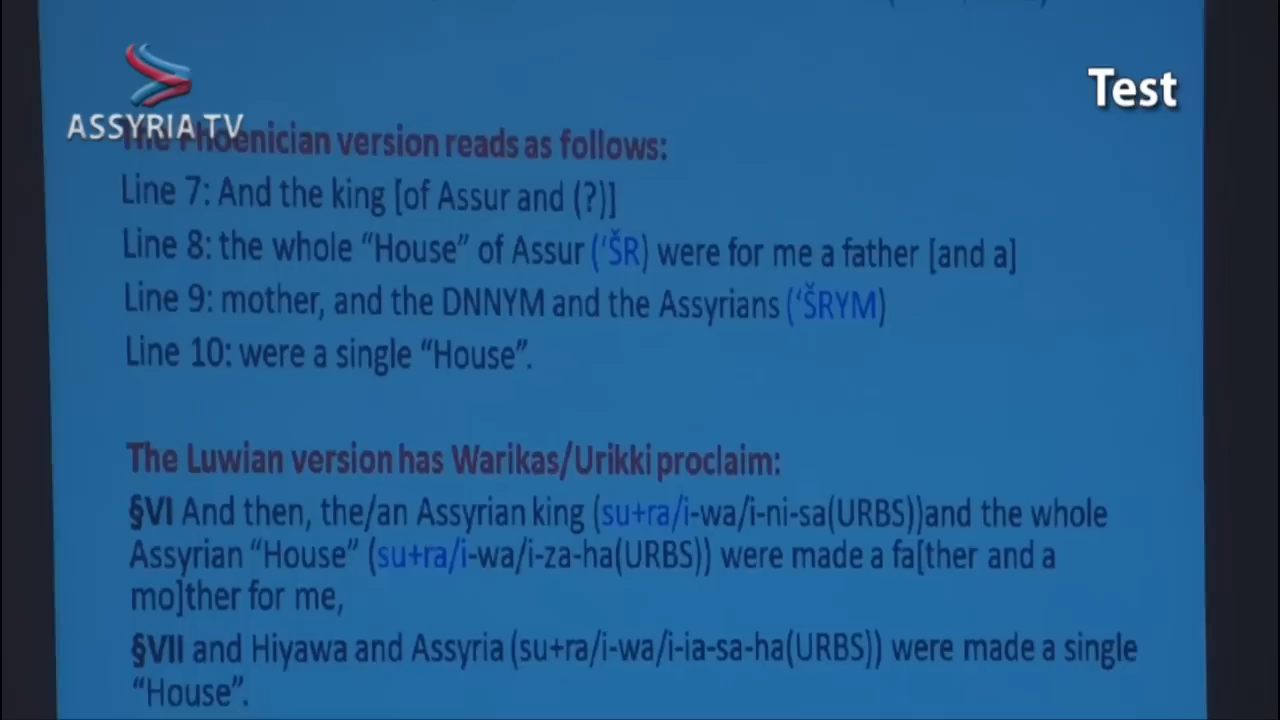 ASSYRIA TV
Test
The Phoenician version reads as follows:
Line 7: And the king [of Assur and (?)]
Line 8: the whole “House” of Assur (‘ŠR) were for me a father [and a]
Line 9: mother, and the DNNYM and the Assyrians (‘ŠRYM)
Line 10: were a single “House”.
The Luwian version has Warikas/Urikki proclaim:
§VI And then, the/an Assyrian king (su+ra/i-wa/i-ni-sa(URBS))and the whole
Assyrian “House” (su+ra/i-wa/i-za-ha(URBS)) were made a fa[ther and a
mo]ther for me,
§VII and Hiyawa and Assyria (su+ra/i-wa/i-ia-sa-ha(URBS)) were made a single
“House”.